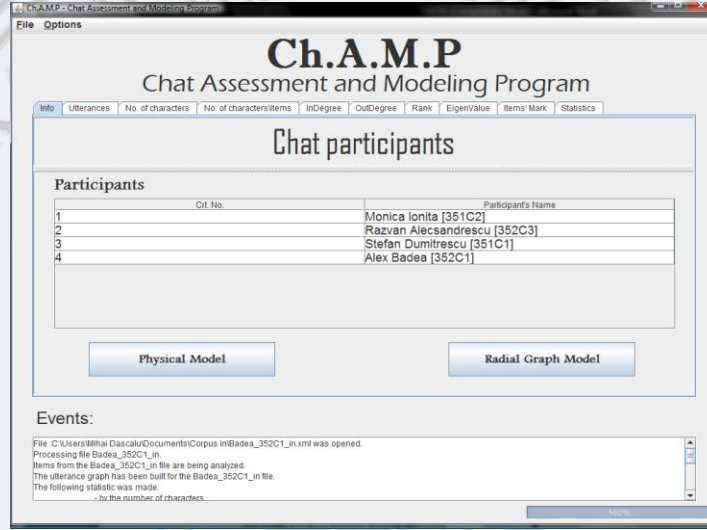 Ch.A.M.P - Chat Assessment and Modeling Program
File Options
Ch.A.M.P
Chat Assessment and Modeling Program
Info Utterances No. of characters No. of characters\items InDegree OutDegree Rank EigenValue Items' Mark Statistics
Chat participants
Participants
Crt. No. Participant's Name
1 Monica Ionita [351C2]
2 Razvan Alecsandrescu [352C3]
3 Stefan Dumitrescu [351C1]
4 Alex Badea [352C1]
Physical Model Radial Graph Model
Events:
File :C:\Users\Mihai Dascalu\Documents\Corpus in\Badea_352C1_in.xml was opened.
Processing file Badea_352C1_in.
Items from the Badea_352C1_in file are being analyzed.
The utterance graph has been built for the Badea_352C1_in file.
The following statistic was made:
- by the number of characters
100%